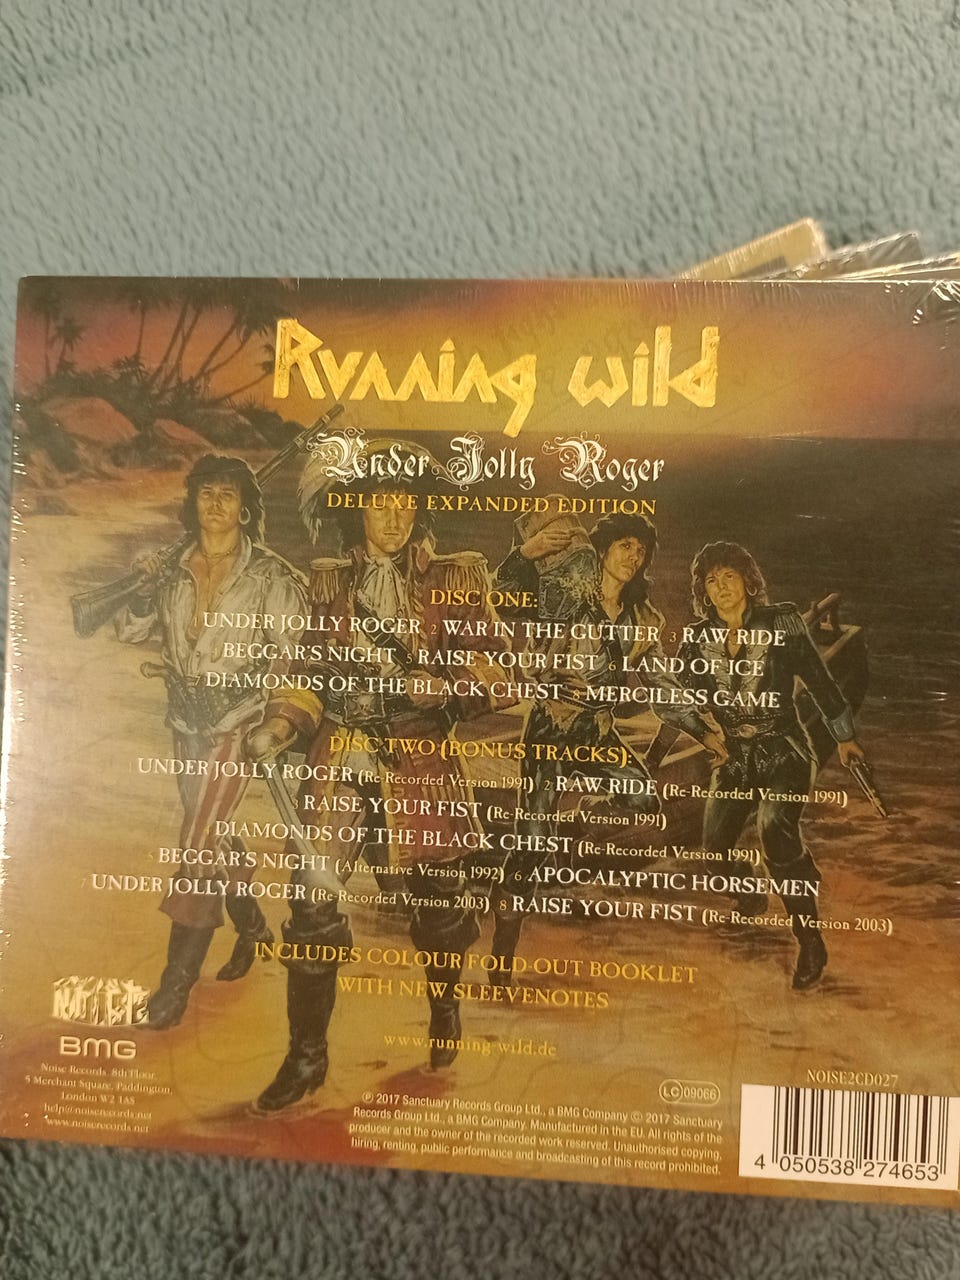 Running Wild
Under Jolly Roger
DELUXE EXPANDED EDITION
DISC ONE:
1 UNDER JOLLY ROGER 2 WAR IN THE GUTTER 3 RAW RIDE
4 BEGGAR'S NIGHT 5 RAISE YOUR FIST 6 LAND OF ICE
7 DIAMONDS OF THE BLACK CHEST 8 MERCILESS GAME
DISC TWO (BONUS TRACKS):
1 UNDER JOLLY ROGER (Re-Recorded Version 1991) 2 RAW RIDE (Re-Recorded Version 1991)
3 RAISE YOUR FIST (Re-Recorded Version 1991)
4 DIAMONDS OF THE BLACK CHEST (Re-Recorded Version 1991)
5 BEGGAR'S NIGHT (Alternative Version 1992) 6 APOCALYPTIC HORSEMEN
7 UNDER JOLLY ROGER (Re-Recorded Version 2003) 8 RAISE YOUR FIST (Re-Recorded Version 2003)
INCLUDES COLOUR FOLD-OUT BOOKLET
WITH NEW SLEEVENOTES
www.running-wild.de
NOISE
BMG
Noise Records. 8th Floor,
5 Merchant Square, Paddington,
London W2 1AS
help@noiserecords.net
www.noiserecords.net
℗ 2017 Sanctuary Records Group Ltd., a BMG Company © 2017 Sanctuary
Records Group Ltd., a BMG Company. Manufactured in the EU. All rights of the
producer and the owner of the recorded work reserved. Unauthorised copying,
hiring, renting, public performance and broadcasting of this record prohibited.
LC 09066
NOISE2CD027
4 050538 274653